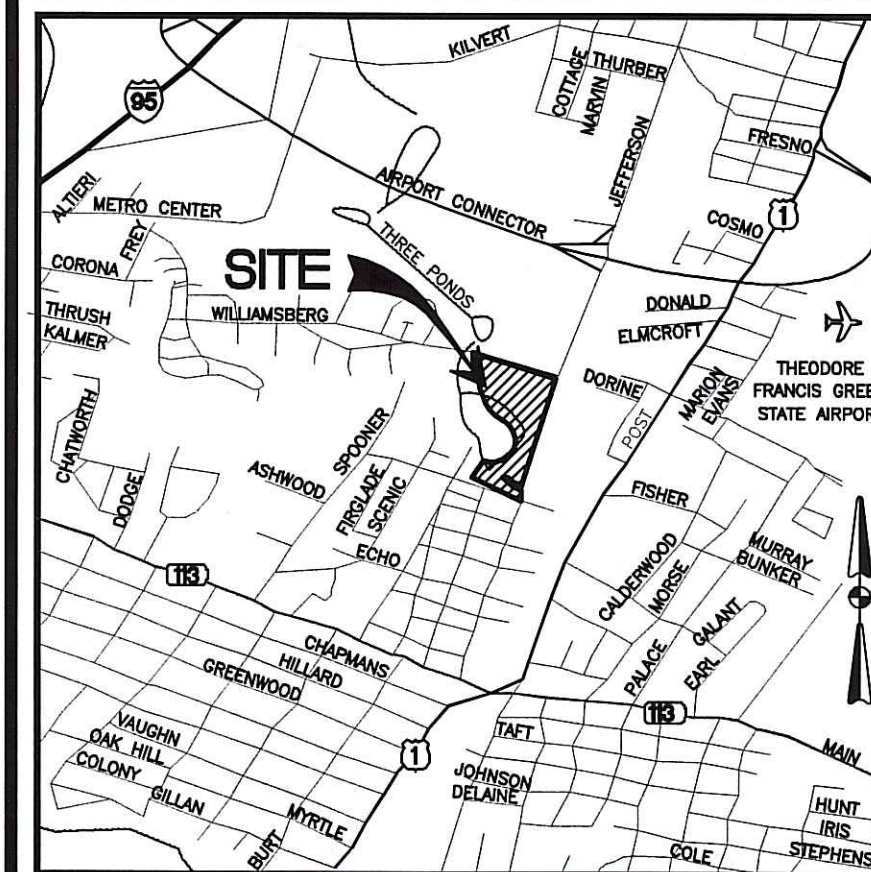 KILVERT
COTTAGE
THURBER
MARVIN
95
JEFFERSON
FRESNO
ALTIERI
METRO CENTER
AIRPORT CONNECTOR
1
FREY
COSMO
CORONA
SITE
THREE PONDS
WILLIAMSBERG
THRUSH
KALMER
DONALD
ELMCROFT
THEODORE
FRANCIS GREE
STATE AIRPOR
DORINE
MARION
EVANS
POST
CHATWORTH
SPOONER
ASHWOOD
FIRGLADE
SCENIC
DODGE
FISHER
ECHO
113
CALDERWOOD
MORSE
MURRAY
BUNKER
CHAPMANS
HILLARD
GREENWOOD
PALACE
GALANT
EARL
113
VAUGHN
OAK HILL
COLONY
GILLAN
1
TAFT
MAIN
JOHNSON
DELAINE
MYRTLE
BURT
HUNT
IRIS
STEPHENS
COLE